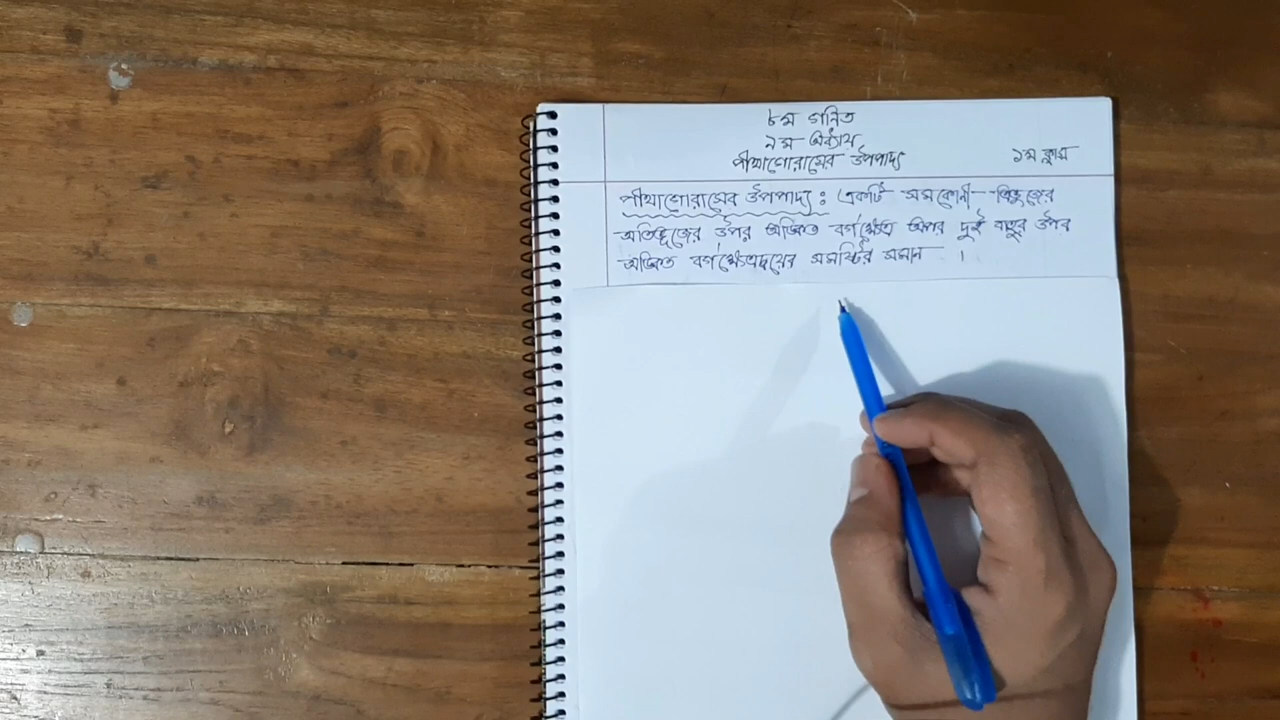 ৮ম গনিত
৯ম অধ্যায়
পীথাগোরাসের উপপাদ্য
১ম ক্লাস
পীথাগোরাসের উপপাদ্য : একটি সমকোনী ত্রিভুজের
অতিভুজের উপর অঙ্কিত বর্গক্ষেত্র অপর দুই বাহুর উপর
অঙ্কিত বর্গক্ষেত্রদ্বয়ের সমষ্টির সমান ।